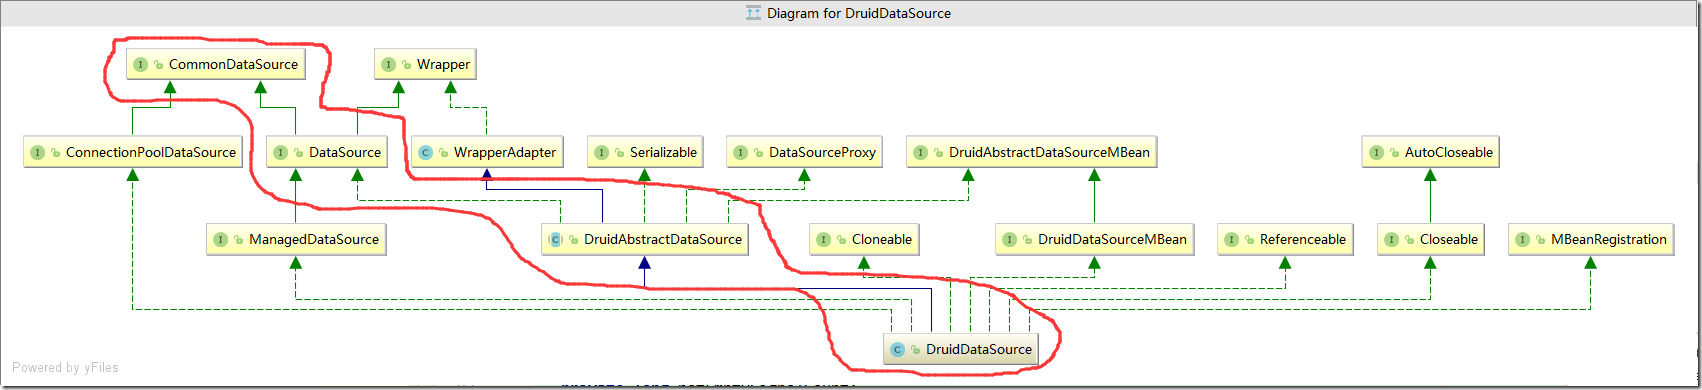 Diagram for DruidDataSource
I CommonDataSource
I Wrapper
I ConnectionPoolDataSource
I DataSource
C WrapperAdapter
I Serializable
I DataSourceProxy
I DruidAbstractDataSourceMBean
I AutoCloseable
I ManagedDataSource
C DruidAbstractDataSource
I Cloneable
I DruidDataSourceMBean
I Referenceable
I Closeable
I MBeanRegistration
C DruidDataSource
Powered by yFiles